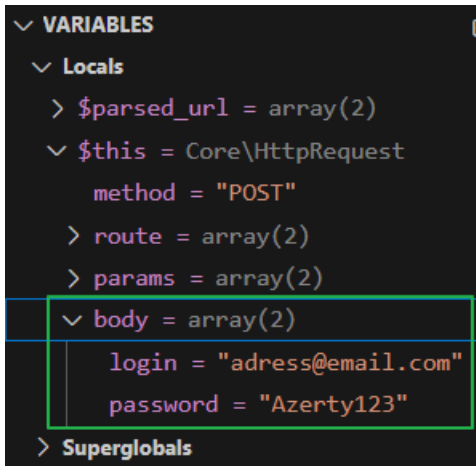 VARIABLES
Locals
$parsed_url = array(2)
$this = Core\HttpRequest
method = "POST"
route = array(2)
params = array(2)
body = array(2)
login = "adress@email.com"
password = "Azerty123"
Superglobals